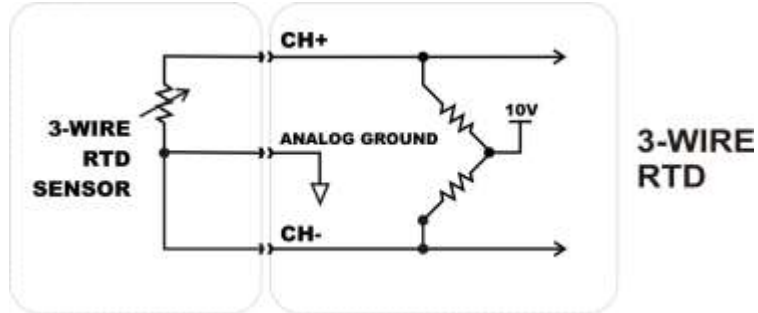 CH+
10V
3-WIRE
RTD
SENSOR
ANALOG GROUND
CH-
3-WIRE
RTD